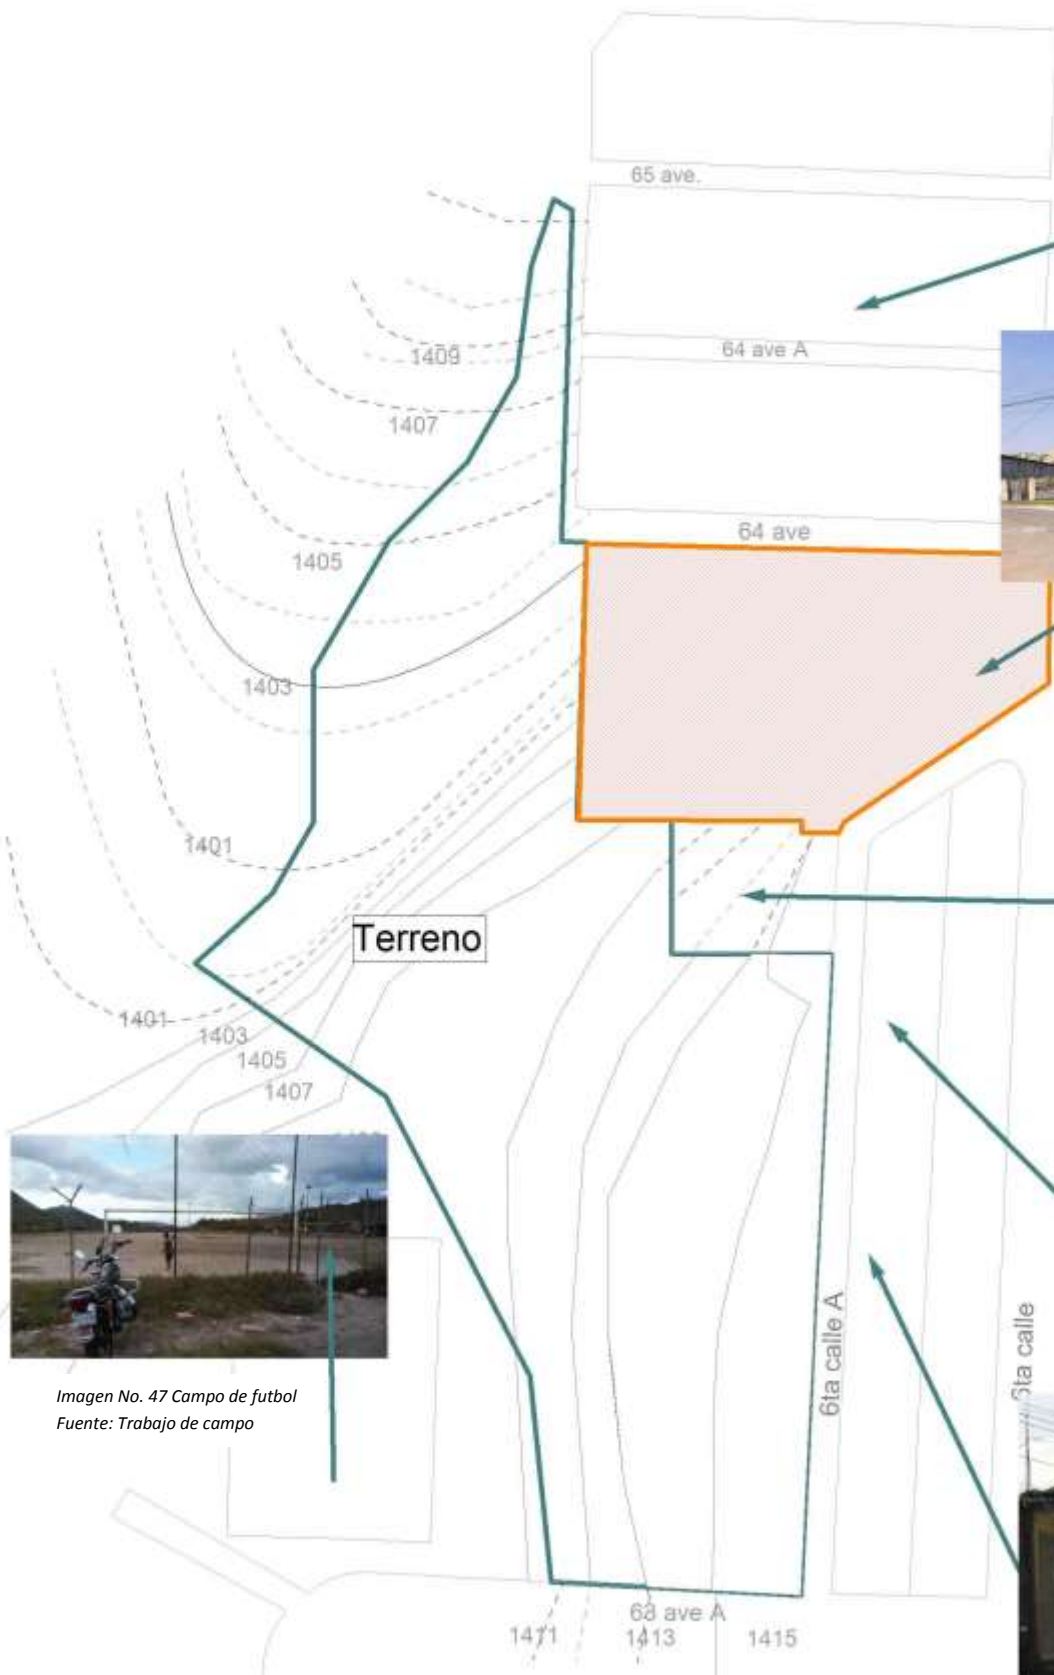 65 ave.
1409
64 ave A
1407
64 ave
1405
1403
1401
Terreno
1401
1403
1405
1407
Imagen No. 47 Campo de futbol
Fuente: Trabajo de campo
6ta calle A
6ta calle
63 ave A
1411
1413
1415